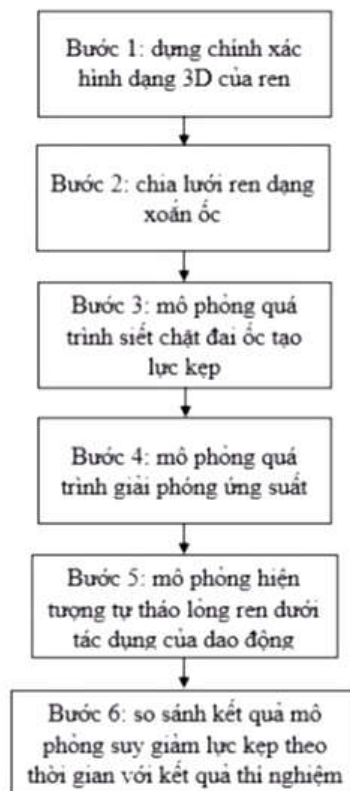 Bước 1: dựng chính xác
hình dạng 3D của ren
Bước 2: chia lưới ren dạng
xoắn ốc
Bước 3: mô phỏng quá
trình siết chặt đai ốc tạo
lực kẹp
Bước 4: mô phỏng quá
trình giải phóng ứng suất
Bước 5: mô phỏng hiện
tượng tự tháo lỏng ren dưới
tác dụng của dao động
Bước 6: so sánh kết quả mô
phỏng suy giảm lực kẹp theo
thời gian với kết quả thí nghiệm